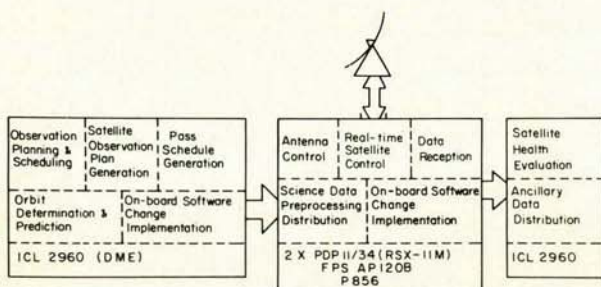 Observation
Planning &
Scheduling
Satellite
Observation
Plan
Generation
Pass
Schedule
Generation
Orbit
Determination &
Prediction
On-board Software
Change
Implementation
ICL 2960 (DME)
Antenna
Control
Real-time
Satellite
Control
Data
Reception
Science Data
Preprocessing
Distribution
On-board Software
Change
Implementation
2 X PDP 11/34 (RSX-11M)
FPS AP120B
P856
Satellite
Health
Evaluation
Ancillary
Data
Distribution
ICL 2960